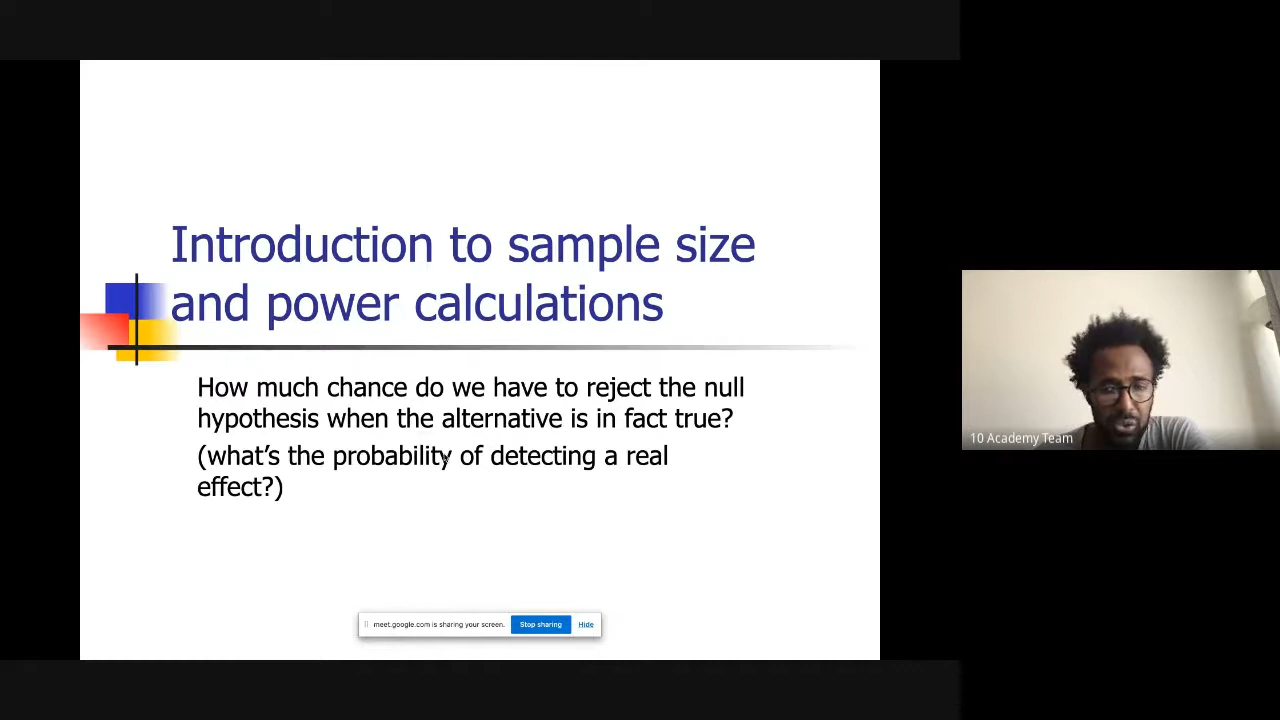 Introduction to sample size
and power calculations
How much chance do we have to reject the null
hypothesis when the alternative is in fact true?
(what’s the probability of detecting a real
effect?)
meet.google.com is sharing your screen. Stop sharing Hide
10 Academy Team